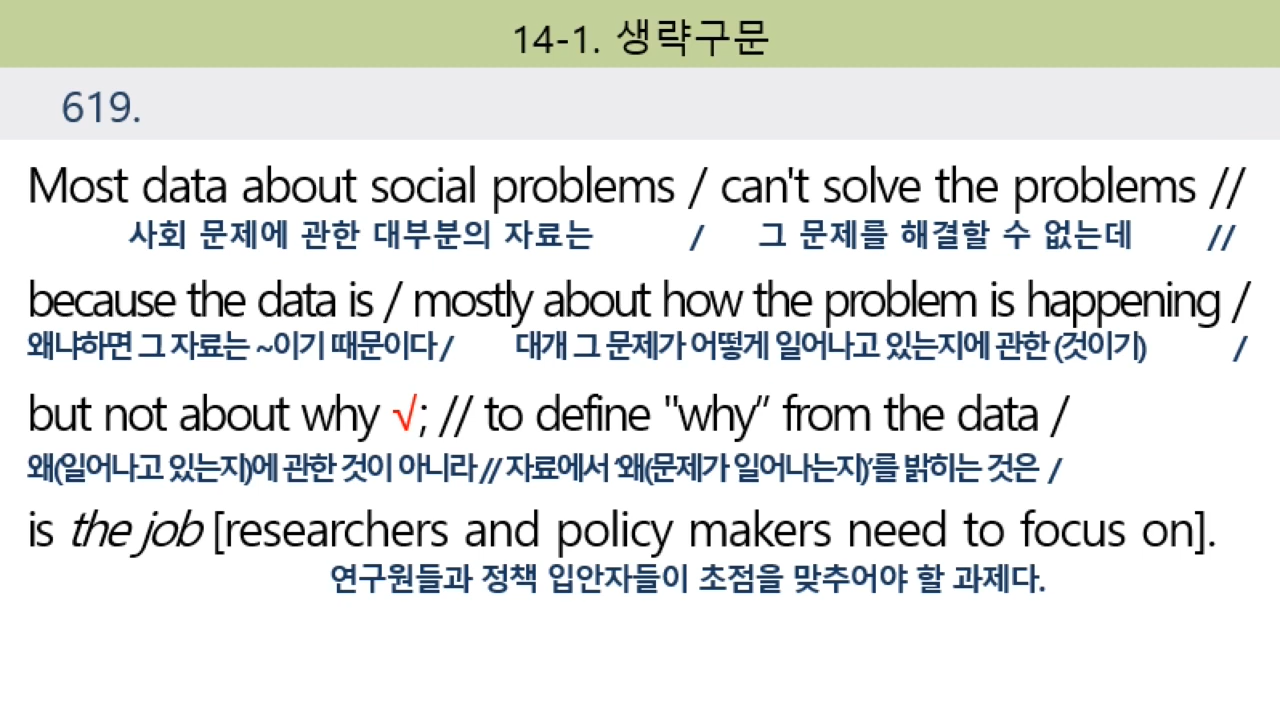 14-1. 생략구문
619.
Most data about social problems / can't solve the problems //
사회 문제에 관한 대부분의 자료는 / 그 문제를 해결할 수 없는데 //
because the data is / mostly about how the problem is happening /
왜냐하면 그 자료는 ~이기 때문이다 / 대개 그 문제가 어떻게 일어나고 있는지에 관한 (것이기) /
but not about why √; // to define "why” from the data /
왜(일어나고 있는지)에 관한 것이 아니라 // 자료에서 ‘왜(문제가 일어나는지)’를 밝히는 것은 /
is the job [researchers and policy makers need to focus on].
연구원들과 정책 입안자들이 초점을 맞추어야 할 과제다.